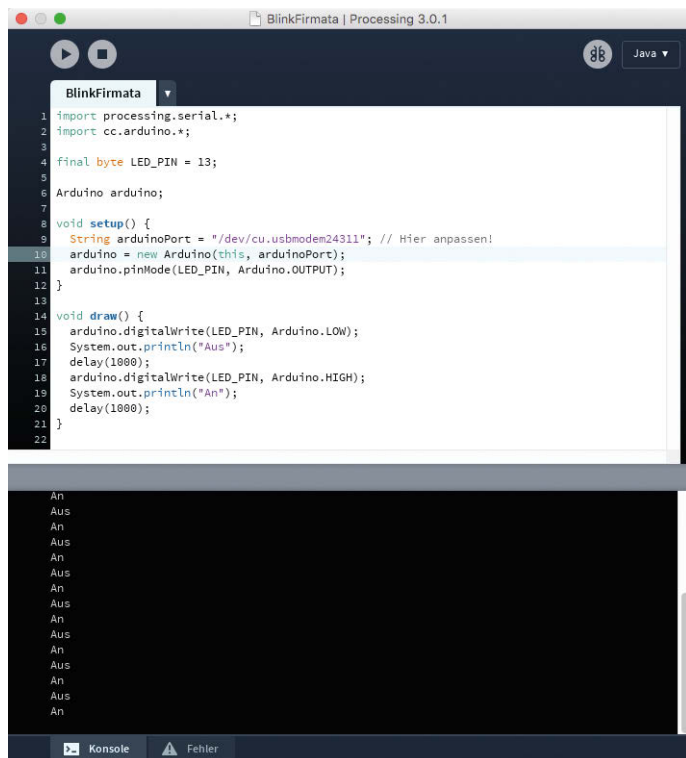 BlinkFirmata | Processing 3.0.1
Java ▼
BlinkFirmata ▼
1 import processing.serial.*;
2 import cc.arduino.*;
3
4 final byte LED_PIN = 13;
5
6 Arduino arduino;
7
8 void setup() {
9 String arduinoPort = "/dev/cu.usbmodem24311"; // Hier anpassen!
10 arduino = new Arduino(this, arduinoPort);
11 arduino.pinMode(LED_PIN, Arduino.OUTPUT);
12 }
13
14 void draw() {
15 arduino.digitalWrite(LED_PIN, Arduino.LOW);
16 System.out.println("Aus");
17 delay(1000);
18 arduino.digitalWrite(LED_PIN, Arduino.HIGH);
19 System.out.println("An");
20 delay(1000);
21 }
22
An
Aus
An
Aus
An
Aus
An
Aus
An
Aus
An
Aus
An
Aus
An
Konsole Fehler